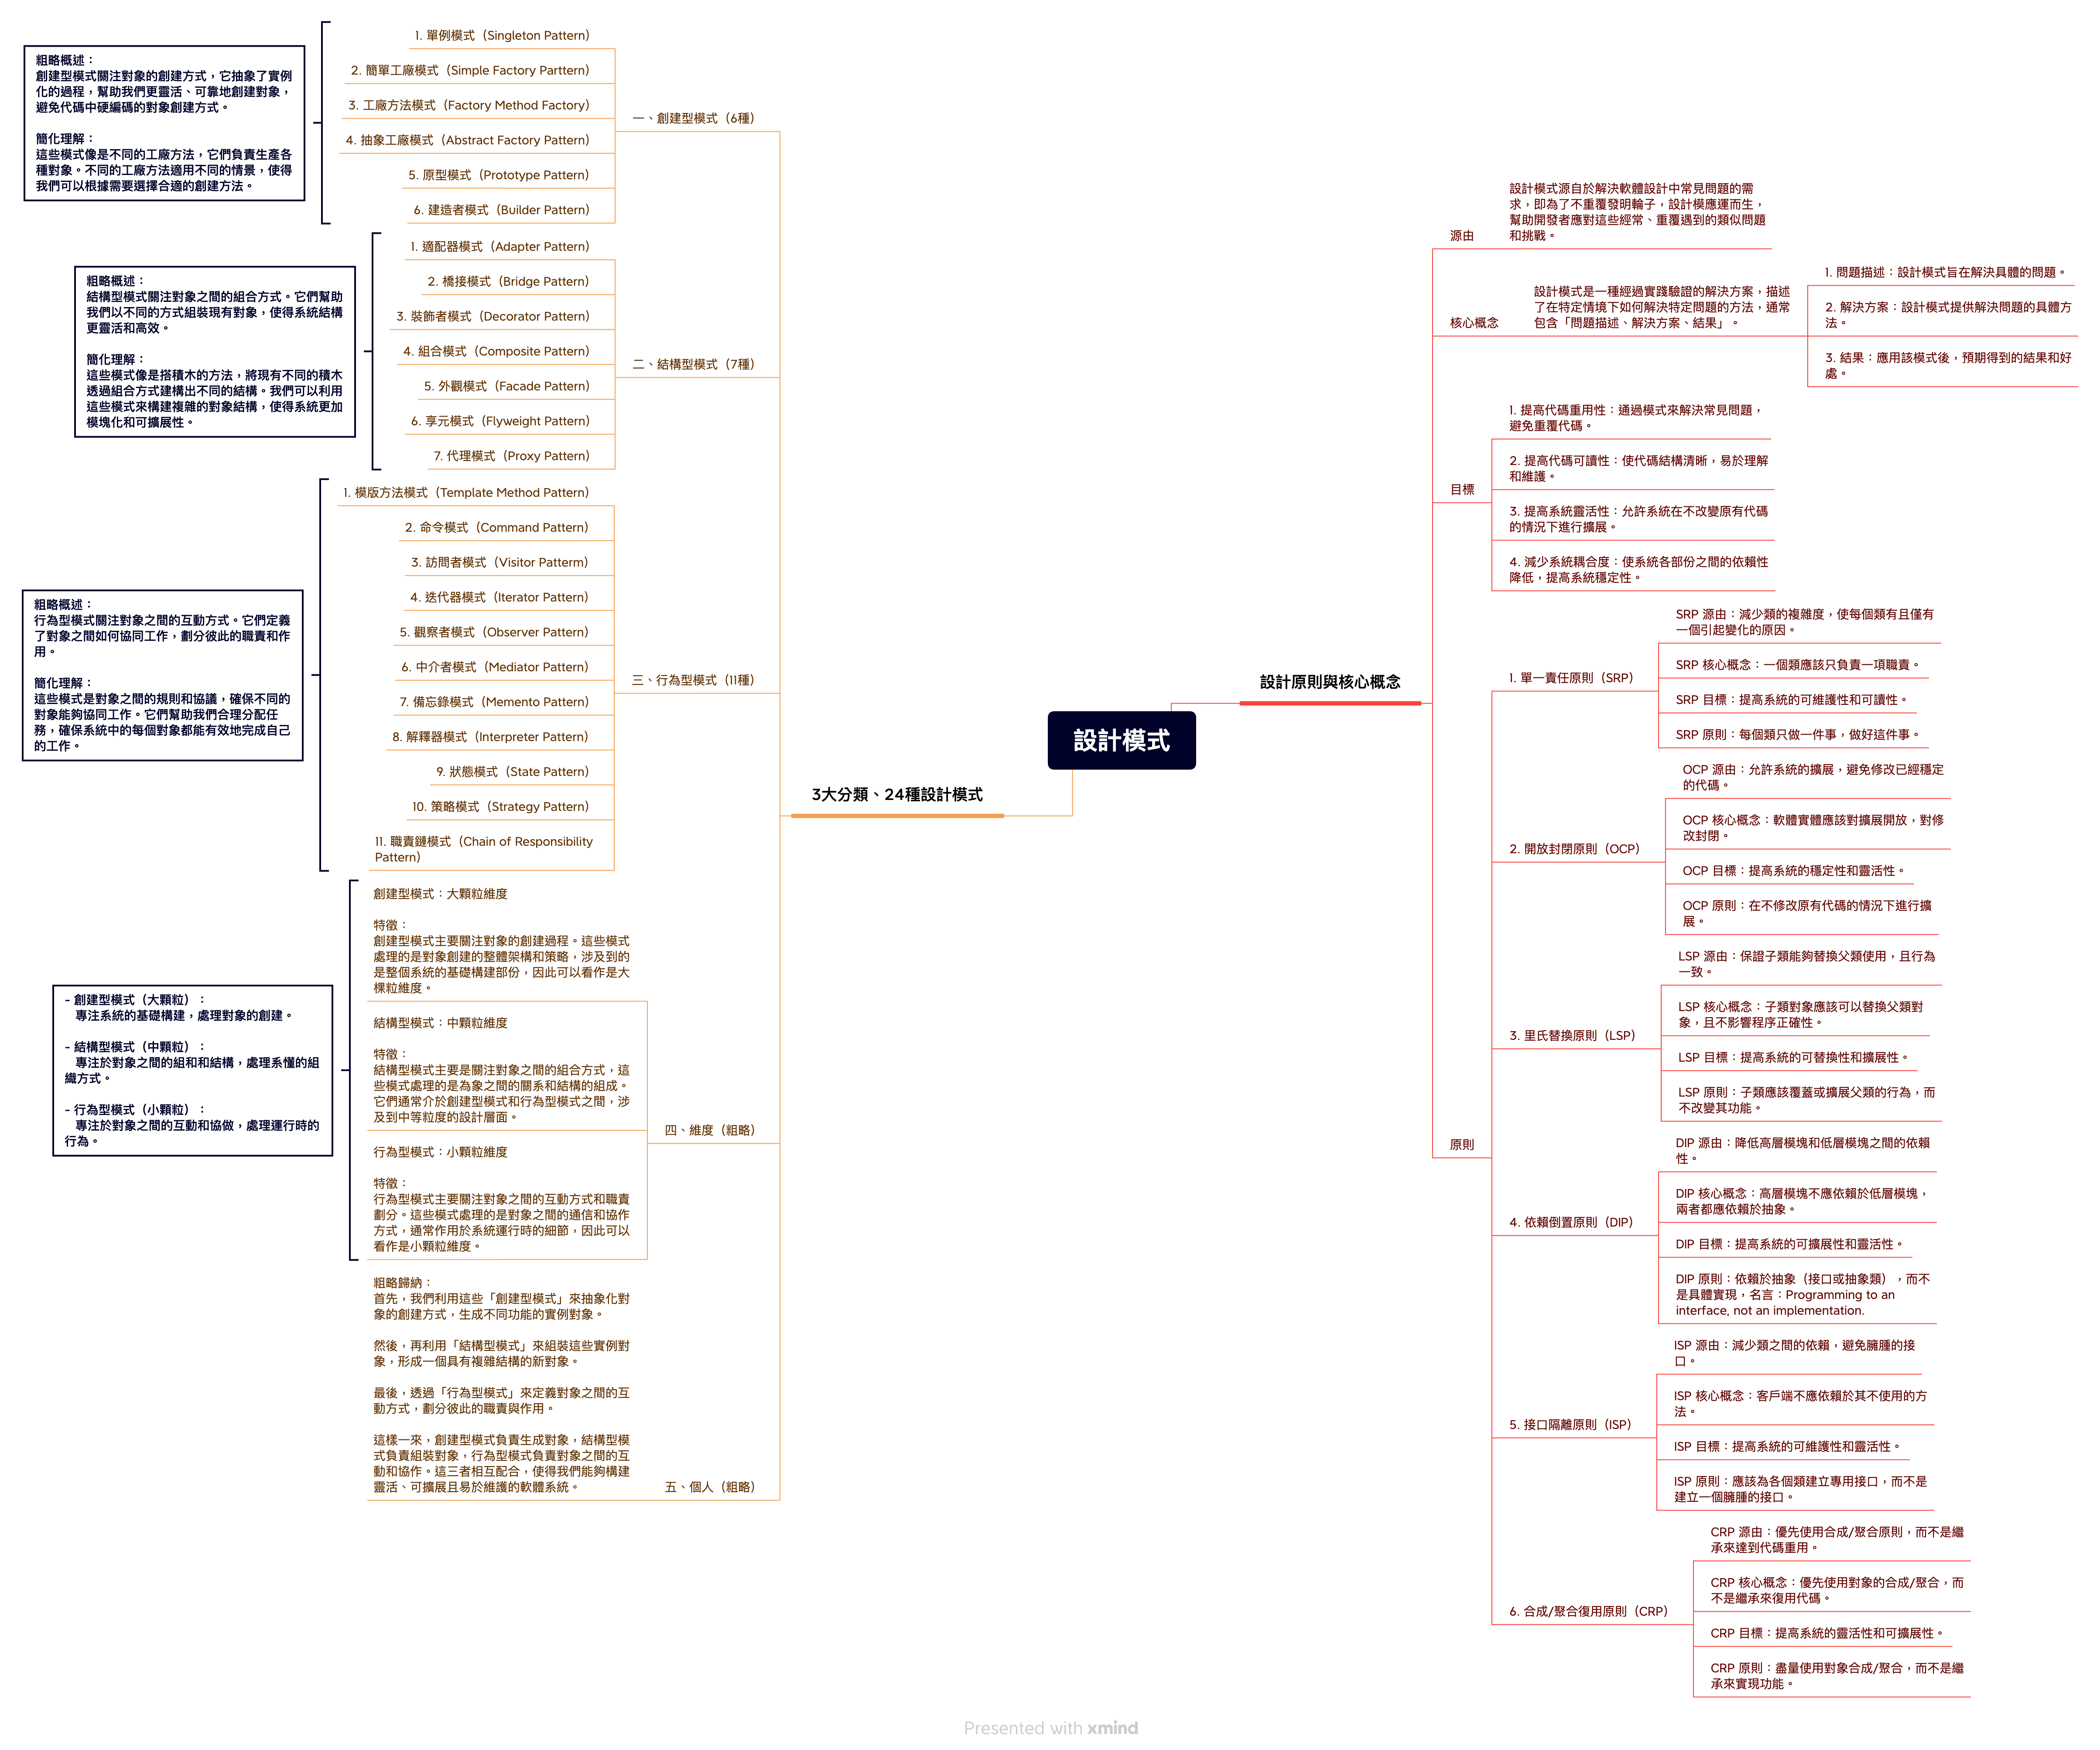 設計模式
設計原則與核心概念
源由
設計模式源自於解決軟體設計中常見問題的需
求，即為了不重覆發明輪子，設計模應運而生，
幫助開發者應對這些經常、重覆遇到的類似問題
和挑戰。
核心概念
設計模式是一種經過實踐驗證的解決方案，描述
了在特定情境下如何解決特定問題的方法，通常
包含「問題描述、解決方案、結果」。
1. 問題描述：設計模式旨在解決具體的問題。
2. 解決方案：設計模式提供解決問題的具體方
法。
3. 結果：應用該模式後，預期得到的結果和好
處。
目標
1. 提高代碼重用性：通過模式來解決常見問題，
避免重覆代碼。
2. 提高代碼可讀性：使代碼結構清晰，易於理解
和維護。
3. 提高系統靈活性：允許系統在不改變原有代碼
的情況下進行擴展。
4. 減少系統耦合度：使系統各部份之間的依賴性
降低，提高系統穩定性。
原則
1. 單一責任原則（SRP）
SRP 源由：減少類的複雜度，使每個類有且僅有
一個引起變化的原因。
SRP 核心概念：一個類應該只負責一項職責。
SRP 目標：提高系統的可維護性和可讀性。
SRP 原則：每個類只做一件事，做好這件事。
2. 開放封閉原則（OCP）
OCP 源由：允許系統的擴展，避免修改已經穩定
的代碼。
OCP 核心概念：軟體實體應該對擴展開放，對修
改封閉。
OCP 目標：提高系統的穩定性和靈活性。
OCP 原則：在不修改原有代碼的情況下進行擴
展。
3. 里氏替換原則（LSP）
LSP 源由：保證子類能夠替換父類使用，且行為
一致。
LSP 核心概念：子類對象應該可以替換父類對
象，且不影響程序正確性。
LSP 目標：提高系統的可替換性和擴展性。
LSP 原則：子類應該覆蓋或擴展父類的行為，而
不改變其功能。
4. 依賴倒置原則（DIP）
DIP 源由：降低高層模塊和低層模塊之間的依賴
性。
DIP 核心概念：高層模塊不應依賴於低層模塊，
兩者都應依賴於抽象。
DIP 目標：提高系統的可擴展性和靈活性。
DIP 原則：依賴於抽象（接口或抽象類），而不
是具體實現，名言：Programming to an
interface, not an implementation.
5. 接口隔離原則（ISP）
ISP 源由：減少類之間的依賴，避免臃腫的接
口。
ISP 核心概念：客戶端不應依賴於其不使用的方
法。
ISP 目標：提高系統的可維護性和靈活性。
ISP 原則：應該為各個類建立專用接口，而不是
建立一個臃腫的接口。
6. 合成/聚合復用原則（CRP）
CRP 源由：優先使用合成/聚合原則，而不是繼
承來達到代碼重用。
CRP 核心概念：優先使用對象的合成/聚合，而
不是繼承來復用代碼。
CRP 目標：提高系統的靈活性和可擴展性。
CRP 原則：盡量使用對象合成/聚合，而不是繼
承來實現功能。
3大分類、24種設計模式
一、創建型模式（6種）
1. 單例模式（Singleton Pattern）
2. 簡單工廠模式（Simple Factory Parttern）
3. 工廠方法模式（Factory Method Factory）
4. 抽象工廠模式（Abstract Factory Pattern）
5. 原型模式（Prototype Pattern）
6. 建造者模式（Builder Pattern）
粗略概述：
創建型模式關注對象的創建方式，它抽象了實例
化的過程，幫助我們更靈活、可靠地創建對象，
避免代碼中硬編碼的對象創建方式。
簡化理解：
這些模式像是不同的工廠方法，它們負責生產各
種對象。不同的工廠方法適用不同的情景，使得
我們可以根據需要選擇合適的創建方法。
二、結構型模式（7種）
1. 適配器模式（Adapter Pattern）
2. 橋接模式（Bridge Pattern）
3. 裝飾者模式（Decorator Pattern）
4. 組合模式（Composite Pattern）
5. 外觀模式（Facade Pattern）
6. 享元模式（Flyweight Pattern）
7. 代理模式（Proxy Pattern）
粗略概述：
結構型模式關注對象之間的組合方式。它們幫助
我們以不同的方式組裝現有對象，使得系統結構
更靈活和高效。
簡化理解：
這些模式像是搭積木的方法，將現有不同的積木
透過組合方式建構出不同的結構。我們可以利用
這些模式來構建複雜的對象結構，使得系統更加
模塊化和可擴展性。
三、行為型模式（11種）
1. 模版方法模式（Template Method Pattern）
2. 命令模式（Command Pattern）
3. 訪問者模式（Visitor Patterm）
4. 迭代器模式（Iterator Pattern）
5. 觀察者模式（Observer Pattern）
6. 中介者模式（Mediator Pattern）
7. 備忘錄模式（Memento Pattern）
8. 解釋器模式（Interpreter Pattern）
9. 狀態模式（State Pattern）
10. 策略模式（Strategy Pattern）
11. 職責鏈模式（Chain of Responsibility
Pattern）
粗略概述：
行為型模式關注對象之間的互動方式。它們定義
了對象之間如何協同工作，劃分彼此的職責和作
用。
簡化理解：
這些模式是對象之間的規則和協議，確保不同的
對象能夠協同工作。它們幫助我們合理分配任
務，確保系統中的每個對象都能有效地完成自己
的工作。
四、維度（粗略）
創建型模式：大顆粒維度
特徵：
創建型模式主要關注對象的創建過程。這些模式
處理的是對象創建的整體架構和策略，涉及到的
是整個系統的基礎構建部份，因此可以看作是大
棵粒維度。
結構型模式：中顆粒維度
特徵：
結構型模式主要是關注對象之間的組合方式，這
些模式處理的是為象之間的關系和結構的組成。
它們通常介於創建型模式和行為型模式之間，涉
及到中等粒度的設計層面。
行為型模式：小顆粒維度
特徵：
行為型模式主要關注對象之間的互動方式和職責
劃分。這些模式處理的是對象之間的通信和協作
方式，通常作用於系統運行時的細節，因此可以
看作是小顆粒維度。
- 創建型模式（大顆粒）：
專注系統的基礎構建，處理對象的創建。
- 結構型模式（中顆粒）：
專注於對象之間的組和和結構，處理系懂的組
織方式。
- 行為型模式（小顆粒）：
專注於對象之間的互動和協做，處理運行時的
行為。
五、個人（粗略）
粗略歸納：
首先，我們利用這些「創建型模式」來抽象化對
象的創建方式，生成不同功能的實例對象。
然後，再利用「結構型模式」來組裝這些實例對
象，形成一個具有複雜結構的新對象。
最後，透過「行為型模式」來定義對象之間的互
動方式，劃分彼此的職責與作用。
這樣一來，創建型模式負責生成對象，結構型模
式負責組裝對象，行為型模式負責對象之間的互
動和協作。這三者相互配合，使得我們能夠構建
靈活、可擴展且易於維護的軟體系統。
Presented with xmind